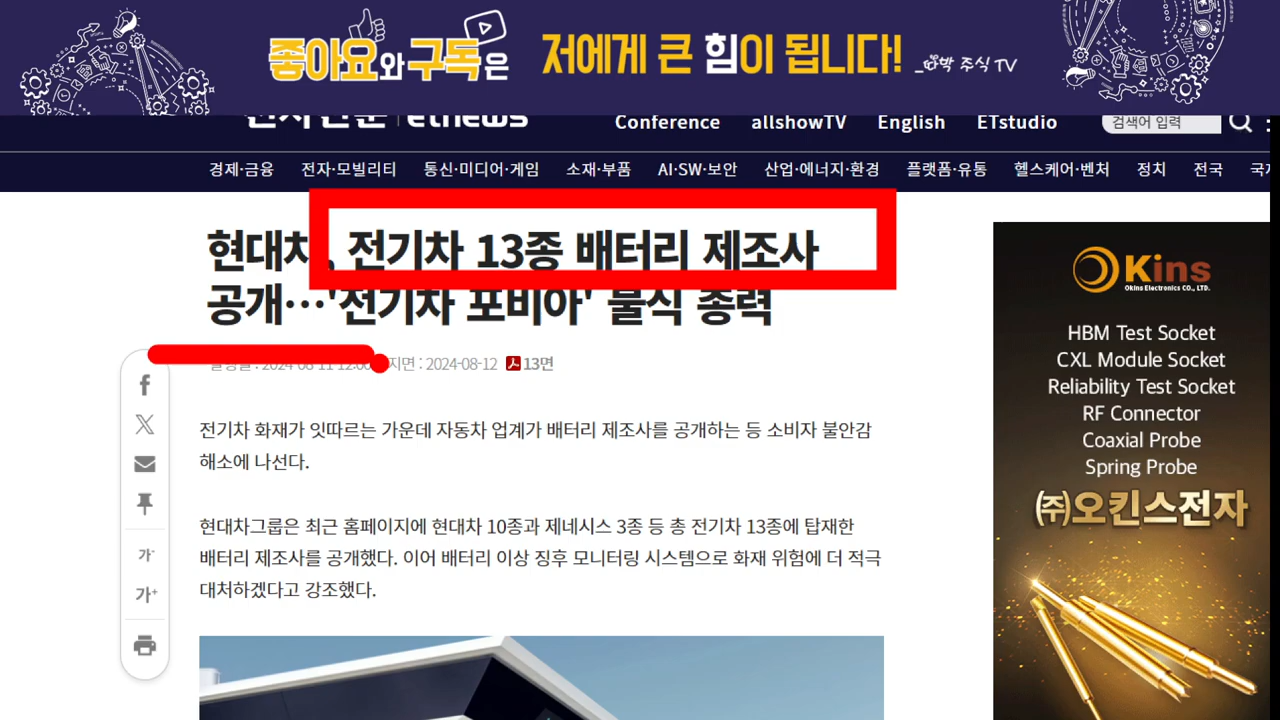 좋아요와 구독은 저에게 큰 힘이 됩니다! 주식 TV
전자신문 | etnews
Conference allshowTV English ETstudio 검색어 입력
경제·금융 전자·모빌리티 통신·미디어·게임 소재·부품 AI·SW·보안 산업·에너지·환경 플랫폼·유통 헬스케어·벤처 정치 전국
현대차, 전기차 13종 배터리 제조사
공개…'전기차 포비아' 불식 총력
발행일 : 2024-08-11 12:00 지면 : 2024-08-12 13면
전기차 화재가 잇따르는 가운데 자동차 업계가 배터리 제조사를 공개하는 등 소비자 불안감
해소에 나선다.
현대차그룹은 최근 홈페이지에 현대차 10종과 제네시스 3종 등 총 전기차 13종에 탑재한
배터리 제조사를 공개했다. 이어 배터리 이상 징후 모니터링 시스템으로 화재 위험에 더 적극
대처하겠다고 강조했다.
가-
가+
Okins
Okins Electronics CO., LTD.
HBM Test Socket
CXL Module Socket
Reliability Test Socket
RF Connector
Coaxial Probe
Spring Probe
㈜오킨스전자